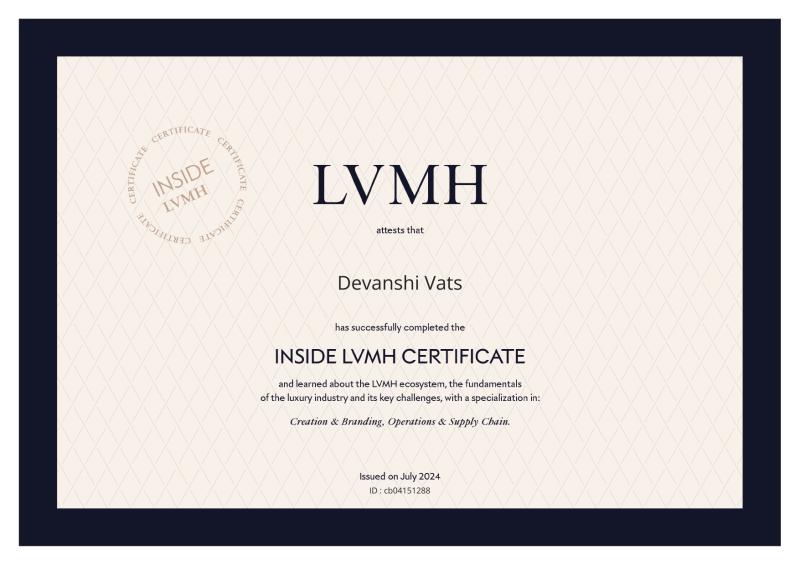 CERTIFICATE CERTIFICATE CERTIFICATE CERTIFICATE CERTIFICATE CERTIFICATE
INSIDE
LVMH
LVMH
attests that
Devanshi Vats
has successfully completed the
INSIDE LVMH CERTIFICATE
and learned about the LVMH ecosystem, the fundamentals
of the luxury industry and its key challenges, with a specialization in:
Creation & Branding, Operations & Supply Chain.
Issued on July 2024
ID : cb04151288